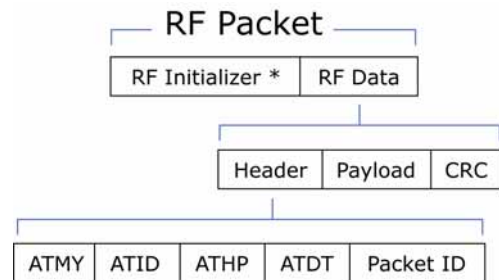 RF Packet
RF Initializer * RF Data
Header Payload CRC
ATMY ATID ATHP ATDT Packet ID